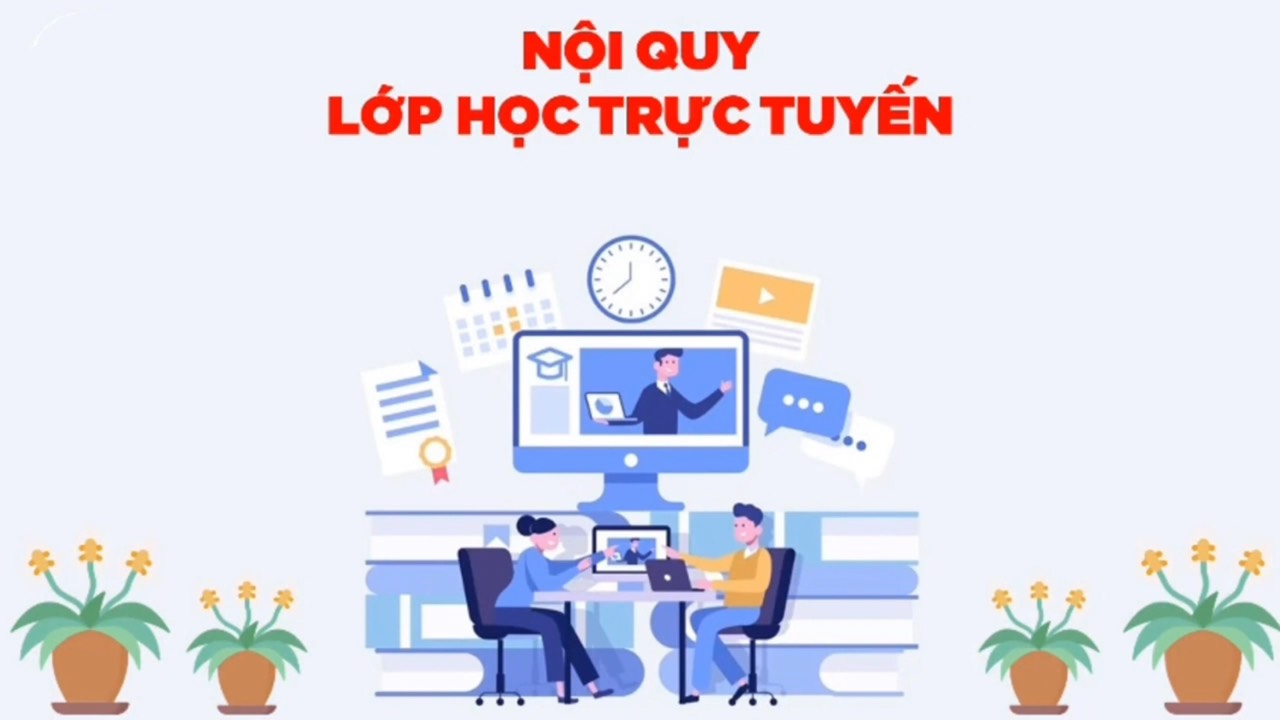 NỘI QUY
LỚP HỌC TRỰC TUYẾN